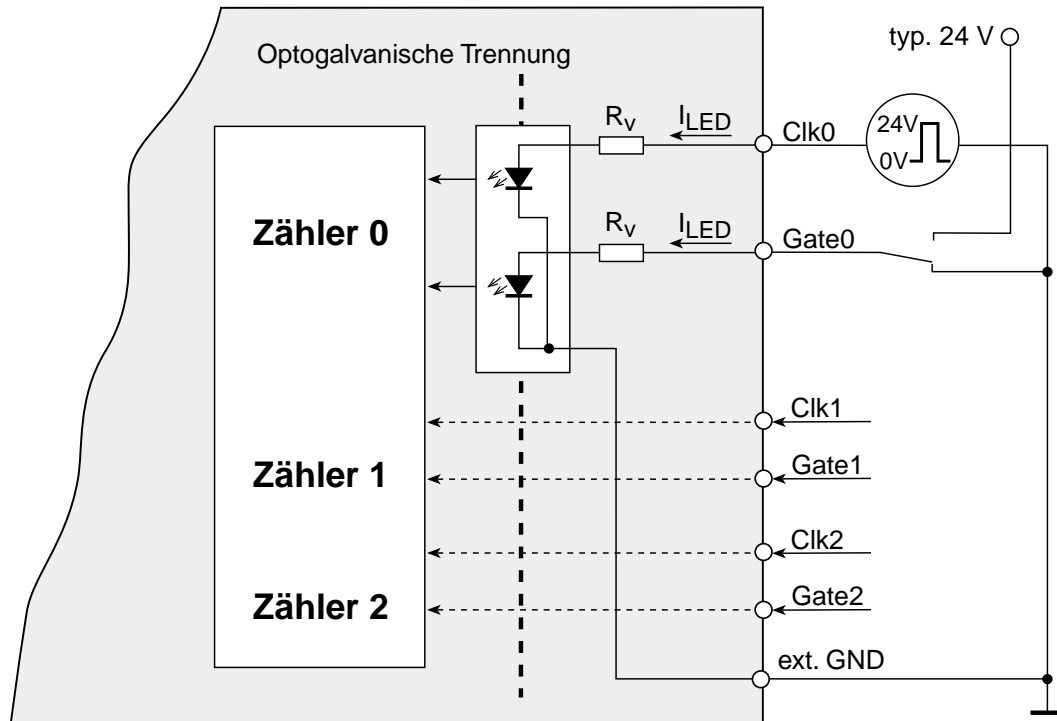 typ. 24 V
Optogalvanische Trennung
Rv
ILED
Clk0
24V
0V
Zähler 0
Rv
ILED
Gate0
Clk1
Zähler 1
Gate1
Clk2
Zähler 2
Gate2
ext. GND